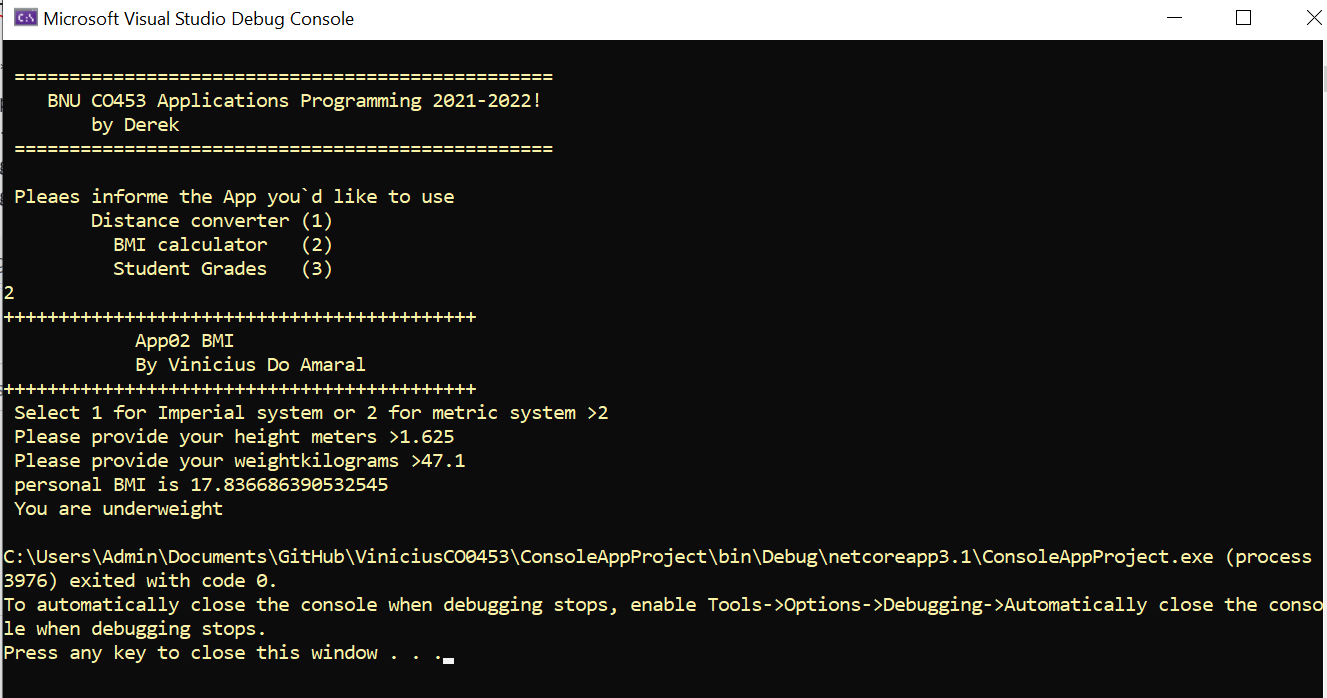 Microsoft Visual Studio Debug Console
=================================================
BNU CO453 Applications Programming 2021-2022!
by Derek
=================================================
Pleaes informe the App you`d like to use
Distance converter (1)
BMI calculator (2)
Student Grades (3)
2
+++++++++++++++++++++++++++++++++++++++++++
App02 BMI
By Vinicius Do Amaral
+++++++++++++++++++++++++++++++++++++++++++
Select 1 for Imperial system or 2 for metric system >2
Please provide your height meters >1.625
Please provide your weightkilograms >47.1
personal BMI is 17.836686390532545
You are underweight
C:\Users\Admin\Documents\GitHub\ViniciusCO0453\ConsoleAppProject\bin\Debug\netcoreapp3.1\ConsoleAppProject.exe (process
3976) exited with code 0.
To automatically close the console when debugging stops, enable Tools->Options->Debugging->Automatically close the conso
le when debugging stops.
Press any key to close this window . . .